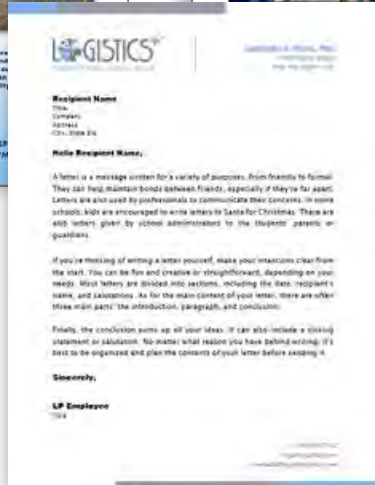 LOGISTICS
Recipient Name
Title
Company
Address
City, State Zip
Hello Recipient Name,
A letter is a message written for a variety of purposes, from friendly to formal.
They can help maintain bonds between friends, especially if they're far apart.
Letters are also used by professionals to communicate their concerns. In some
schools, kids are encouraged to write letters to Santa for Christmas. There are
also letters given by school administrators to the students' parents or
guardians.
If you're thinking of writing a letter yourself, make your intentions clear from
the start. You can be fun and creative or straightforward, depending on your
needs. Most letters are divided into sections, including the date, recipient's
name, and salutations. As for the main content of your letter, there are often
three main parts: the introduction, paragraph, and conclusion.
Finally, the conclusion sums up all your ideas. It can also include a closing
statement or salutation. No matter what reason you have behind writing, it's
best to be organized and plan the contents of your letter before sending it.
Sincerely,
LP Employee
Title